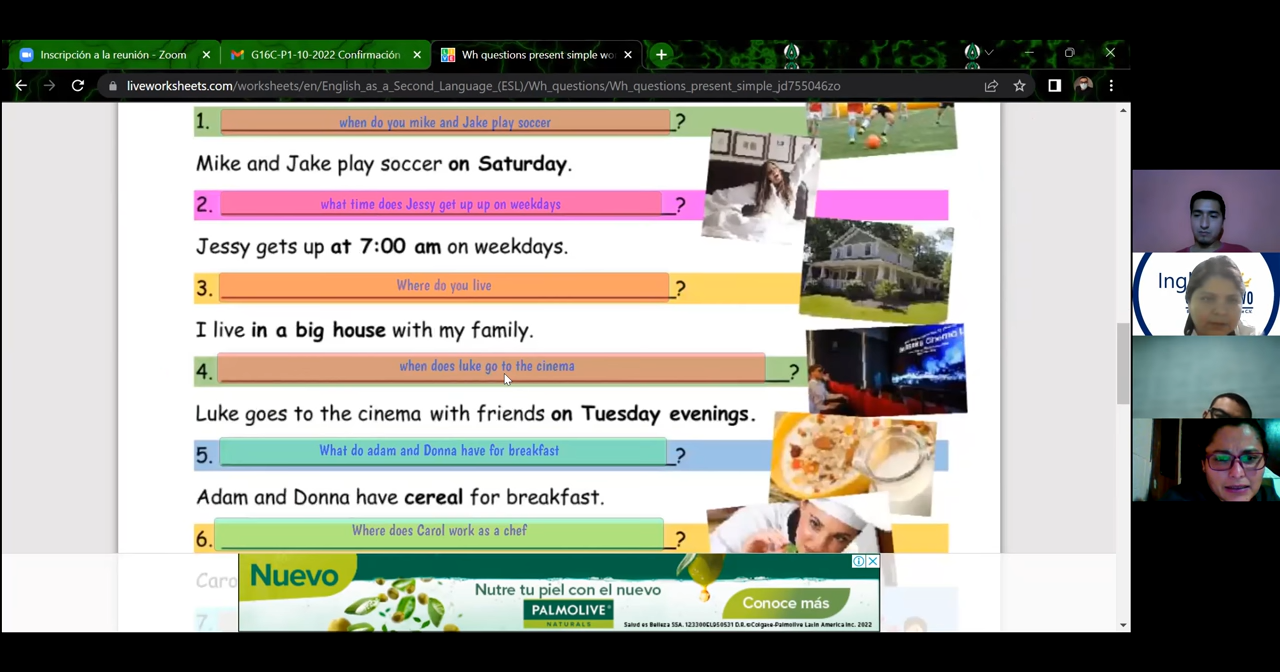 Inscripción a la reunión - Zoom
G16C-P1-10-2022 Confirmación
Wh questions present simple wo
liveworksheets.com/worksheets/en/English_as_a_Second_Language_(ESL)/Wh_questions/Wh_questions_present_simple_jd755046zo
1. when do you mike and Jake play soccer ?
Mike and Jake play soccer on Saturday.
2. what time does Jessy get up up on weekdays ?
Jessy gets up at 7:00 am on weekdays.
3. Where do you live ?
I live in a big house with my family.
4. when does luke go to the cinema ?
Luke goes to the cinema with friends on Tuesday evenings.
5. What do adam and Donna have for breakfast ?
Adam and Donna have cereal for breakfast.
6. Where does Carol work as a chef ?
Caro
7.
Nuevo
Nutre tu piel con el nuevo
PALMOLIVE
NATURALS
Conoce más
Ingl